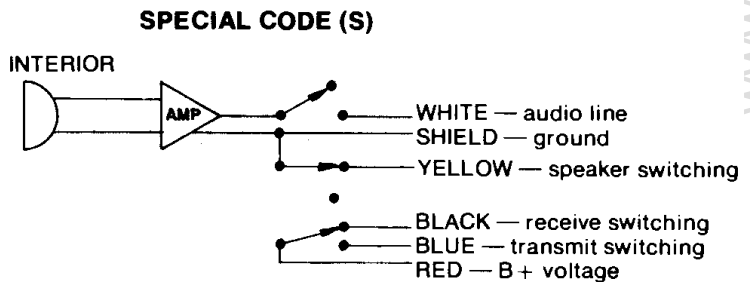 SPECIAL CODE (S)
INTERIOR
AMP
WHITE — audio line
SHIELD — ground
YELLOW — speaker switching
BLACK — receive switching
BLUE — transmit switching
RED — B+ voltage